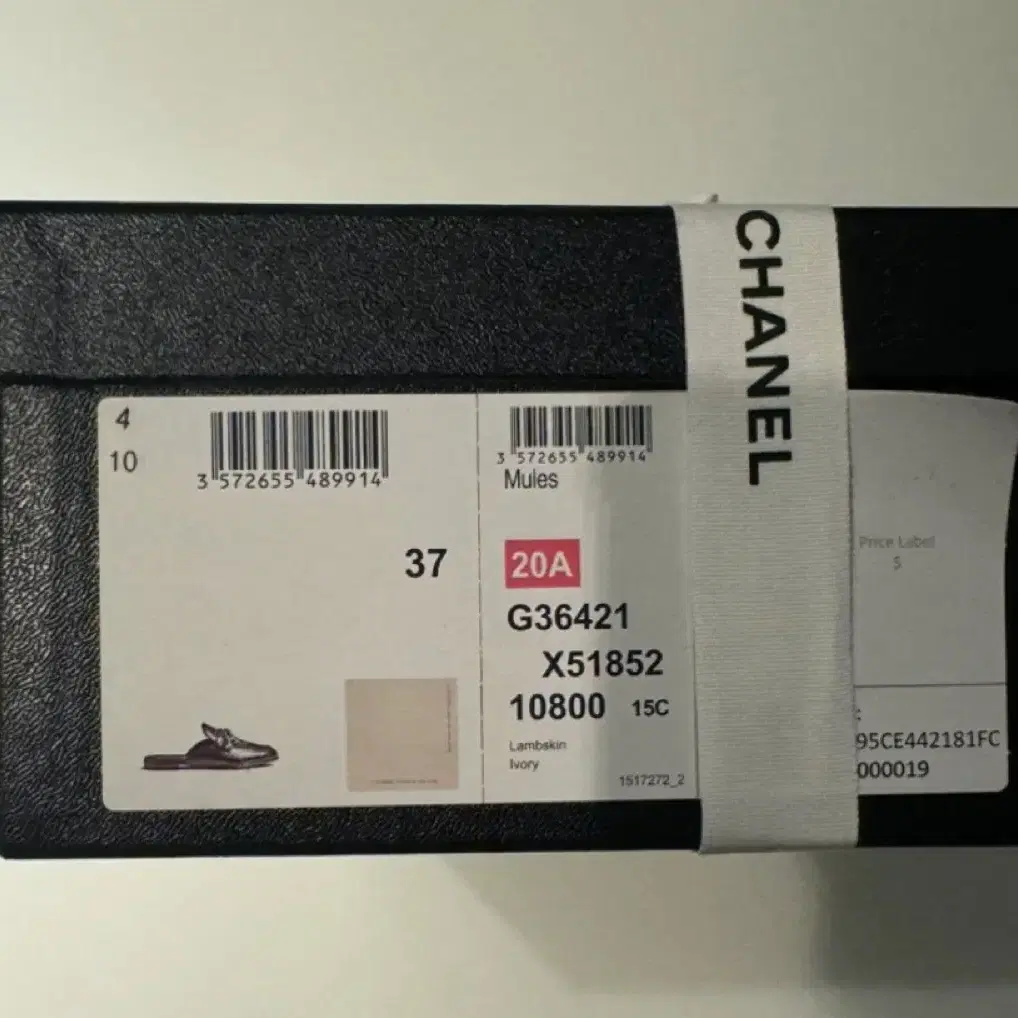 CHANEL
4
10
3 572655 489914
37
3 572655 489914
Mules
20A
G36421
X51852
10800 15C
Lambskin
Ivory
1517272_2
Price Label
$
:
95CE442181FC
000019